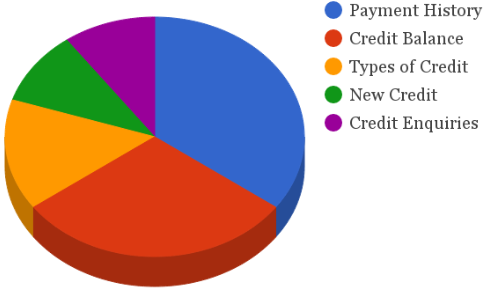 Payment History
Credit Balance
Types of Credit
New Credit
Credit Enquiries